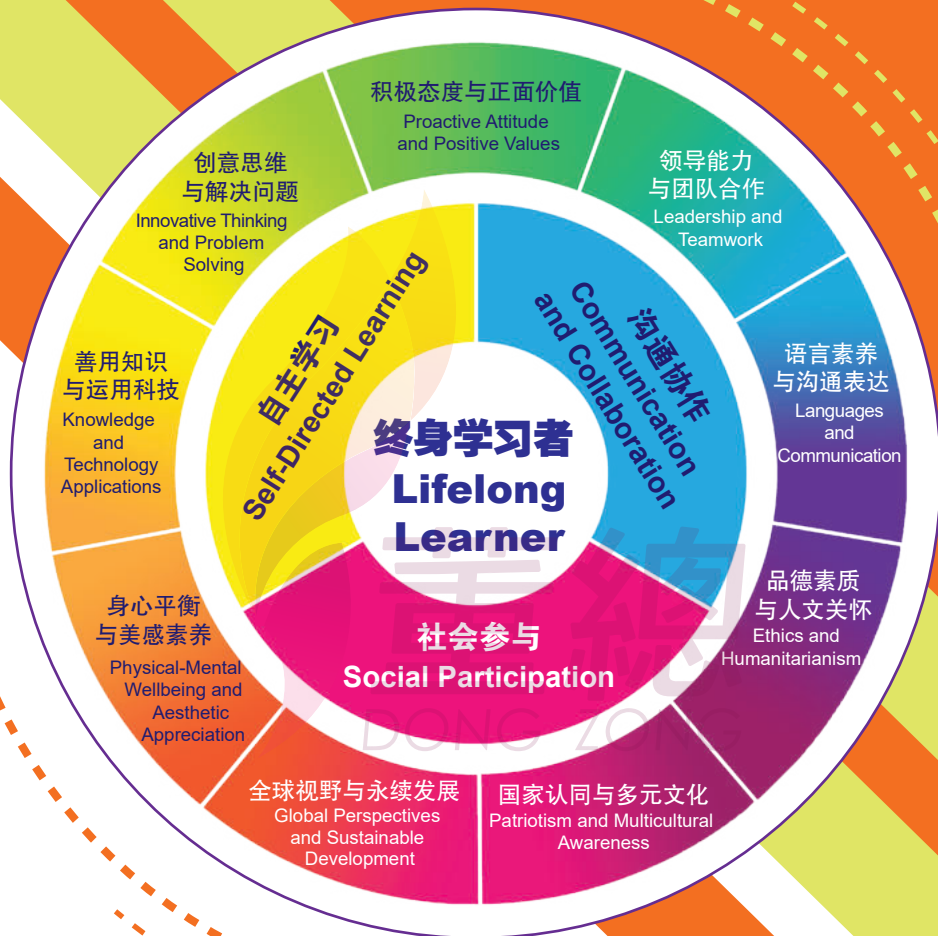 积极态度与正面价值
Proactive Attitude
and Positive Values
领导能力
与团队合作
Leadership and
Teamwork
语言素养
与沟通表达
Languages
and
Communication
品德素质
与人文关怀
Ethics and
Humanitarianism
国家认同与多元文化
Patriotism and Multicultural
Awareness
全球视野与永续发展
Global Perspectives
and Sustainable
Development
身心平衡
与美感素养
Physical-Mental
Wellbeing and
Aesthetic
Appreciation
善用知识
与运用科技
Knowledge
and
Technology
Applications
创意思维
与解决问题
Innovative Thinking
and Problem
Solving
自主学习
Self-Directed Learning
沟通协作
Communication
and Collaboration
社会参与
Social Participation
终身学习者
Lifelong
Learner
董總
DONG ZONG